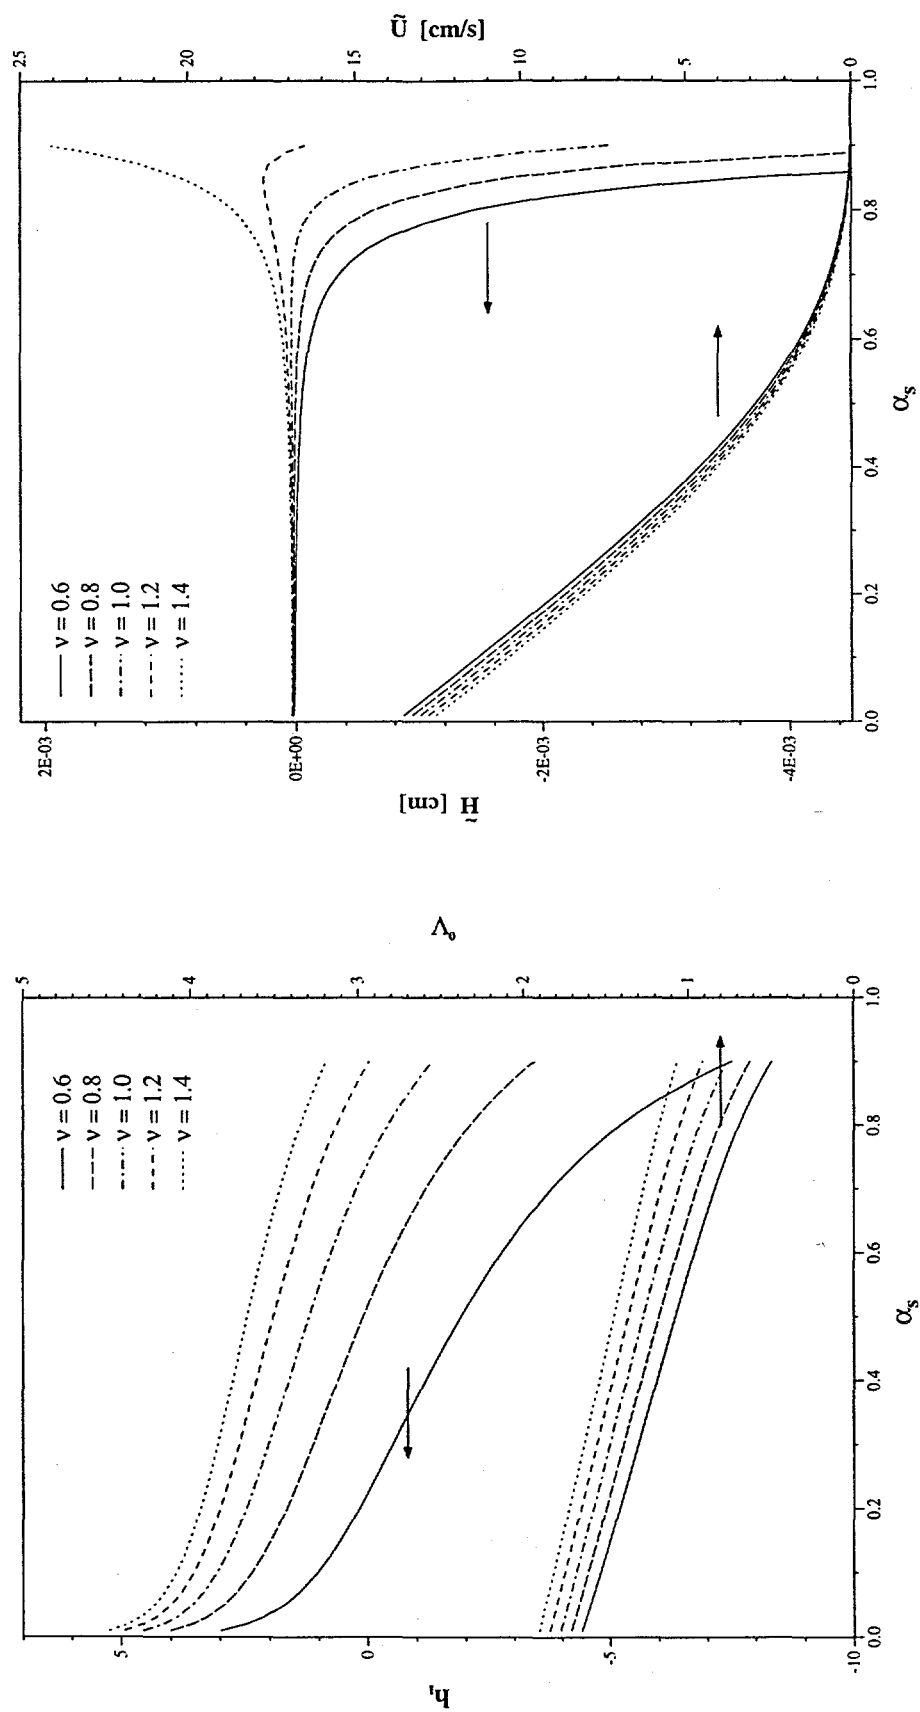 ν = 0.6
ν = 0.8
ν = 1.0
ν = 1.2
ν = 1.4
5
0
-5
-10
h₁
5
4
3
2
1
0
Λ₀
0.0
0.2
0.4
0.6
0.8
1.0
αₛ
ν = 0.6
ν = 0.8
ν = 1.0
ν = 1.2
ν = 1.4
2E-03
0E+00
-2E-03
-4E-03
H̃ [cm]
25
20
15
10
5
0
Ũ [cm/s]
0.0
0.2
0.4
0.6
0.8
1.0
αₛ